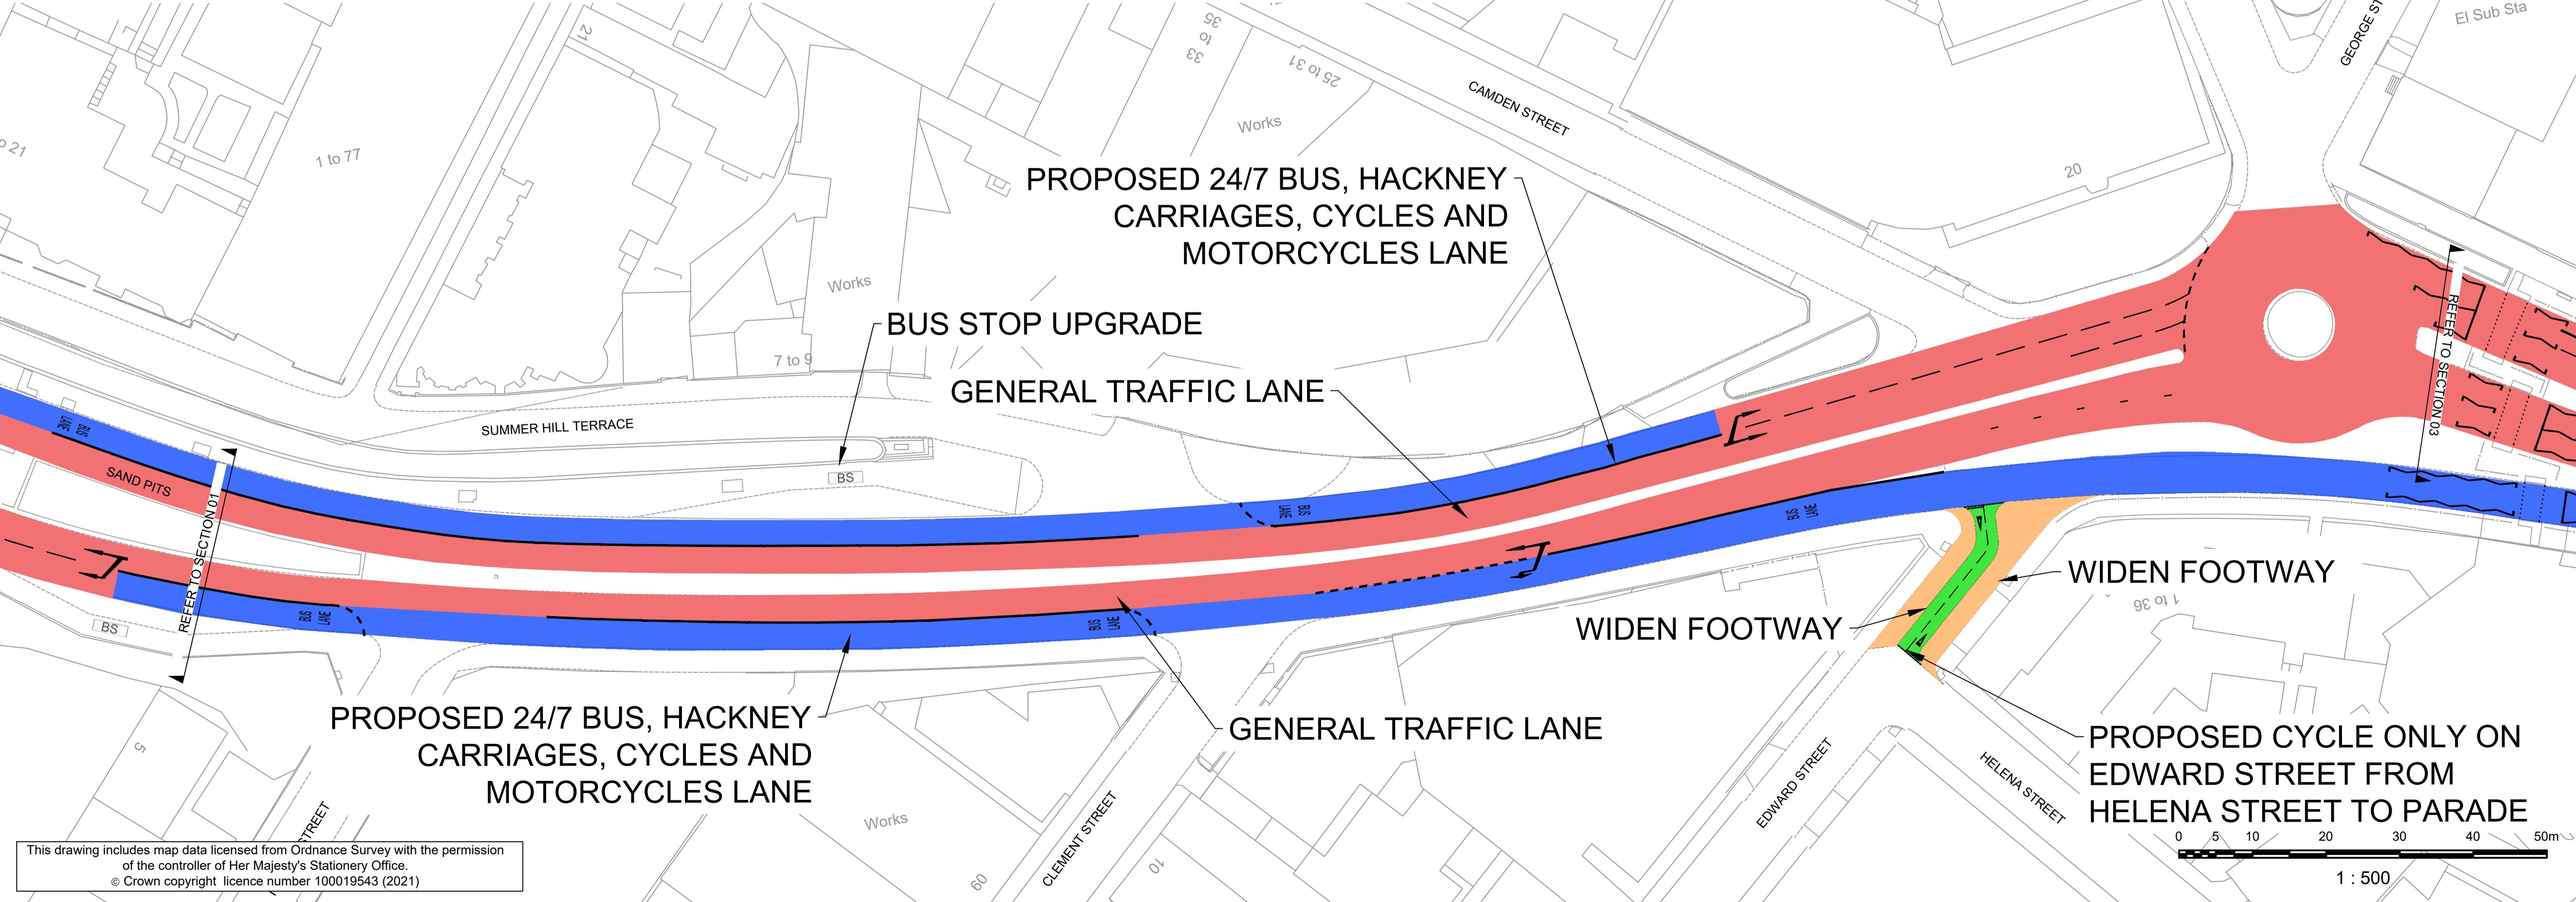 El Sub Sta
GEORGE ST
21
33
to
35
25 to 31
Works
CAMDEN STREET
1 to 77
20
PROPOSED 24/7 BUS, HACKNEY
CARRIAGES, CYCLES AND
MOTORCYCLES LANE
Works
BUS STOP UPGRADE
7 to 9
GENERAL TRAFFIC LANE
SUMMER HILL TERRACE
BUS
LANE
SAND PITS
BS
REFER TO SECTION 01
REFER TO SECTION 03
BUS
LANE
BUS
LANE
BS
BUS
LANE
BUS
LANE
WIDEN FOOTWAY
1 to 36
WIDEN FOOTWAY
PROPOSED 24/7 BUS, HACKNEY
CARRIAGES, CYCLES AND
MOTORCYCLES LANE
GENERAL TRAFFIC LANE
PROPOSED CYCLE ONLY ON
EDWARD STREET FROM
HELENA STREET TO PARADE
5
Works
STREET
CLEMENT STREET
EDWARD STREET
HELENA STREET
10
0 5 10 20 30 40 50m
1 : 500
This drawing includes map data licensed from Ordnance Survey with the permission
of the controller of Her Majesty's Stationery Office.
© Crown copyright licence number 100019543 (2021)